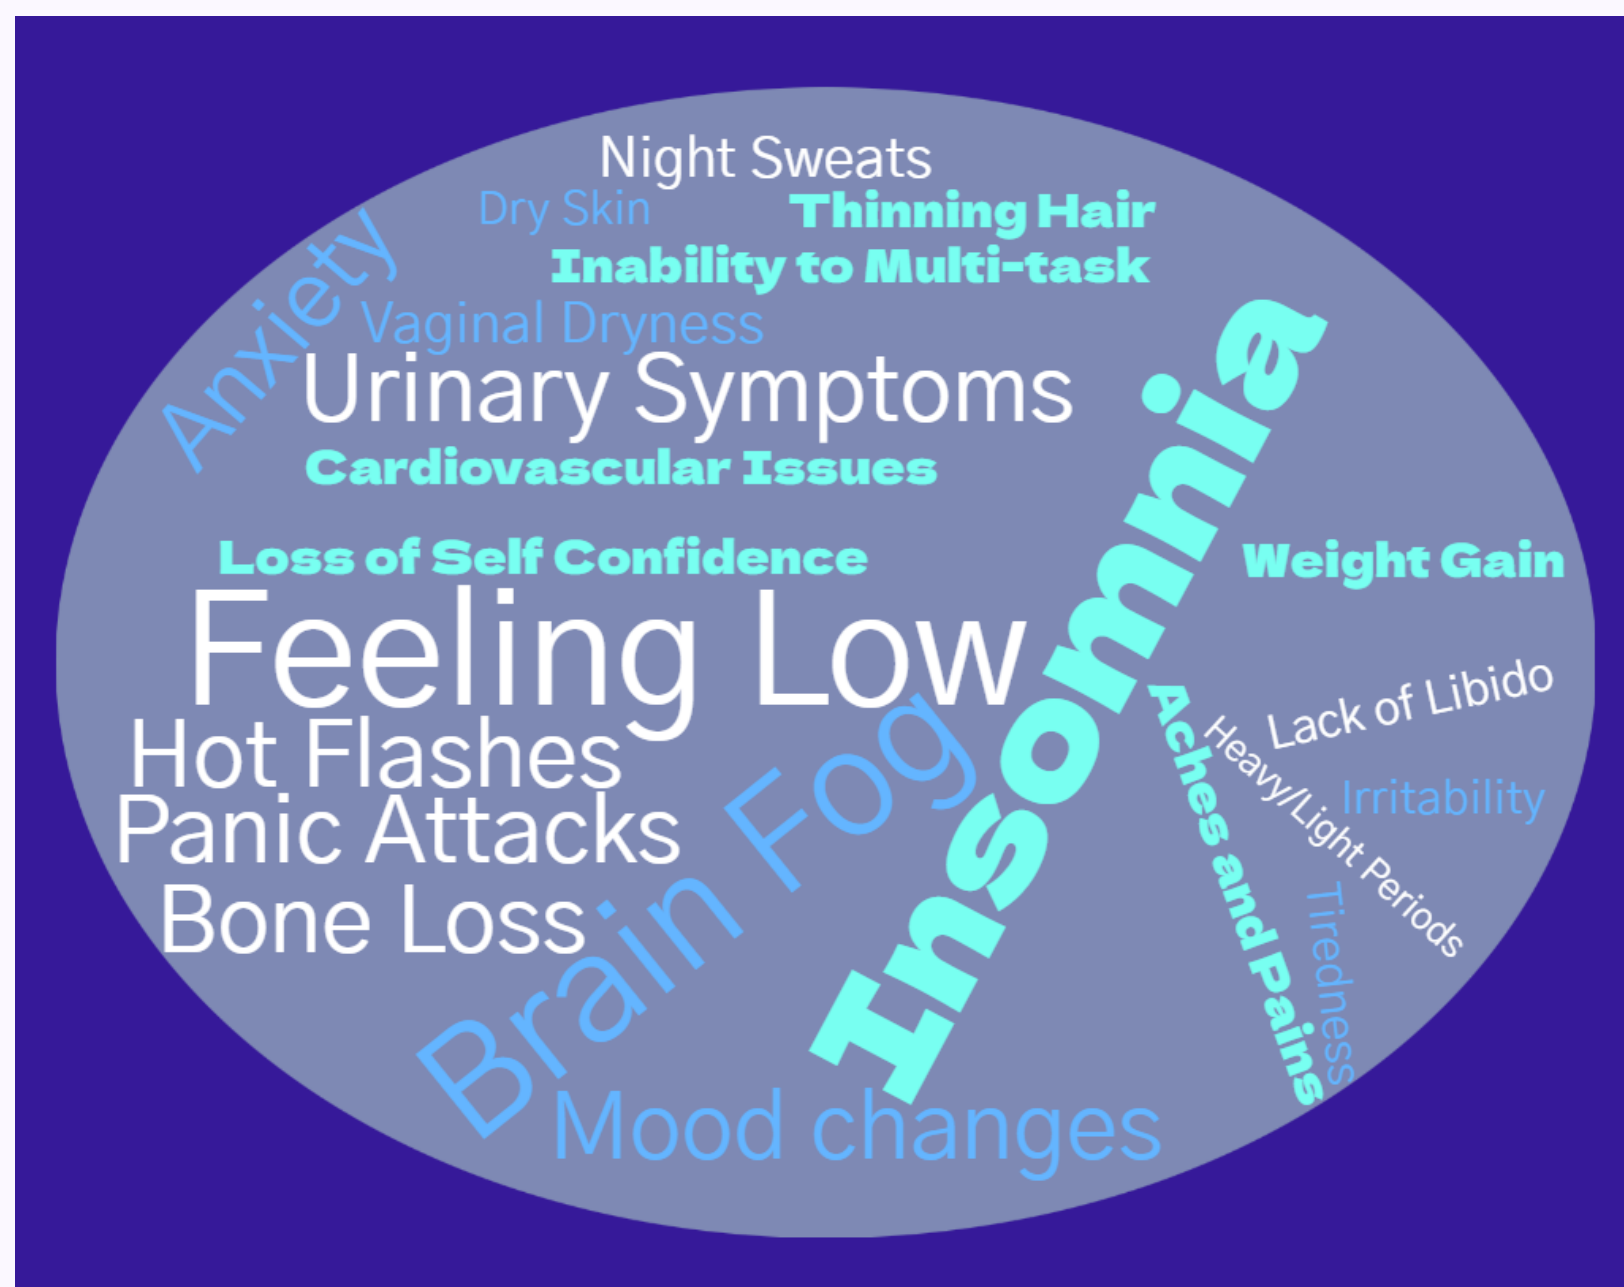 Night Sweats
Dry Skin
Thinning Hair
Inability to Multi-task
Anxiety
Vaginal Dryness
Urinary Symptoms
Cardiovascular Issues
Loss of Self Confidence
Feeling Low
Insomnia
Weight Gain
Hot Flashes
Panic Attacks
Bone Loss
Brain Fog
Mood changes
Lack of Libido
Heavy/Light Periods
Irritability
Aches and Pains
Tiredness